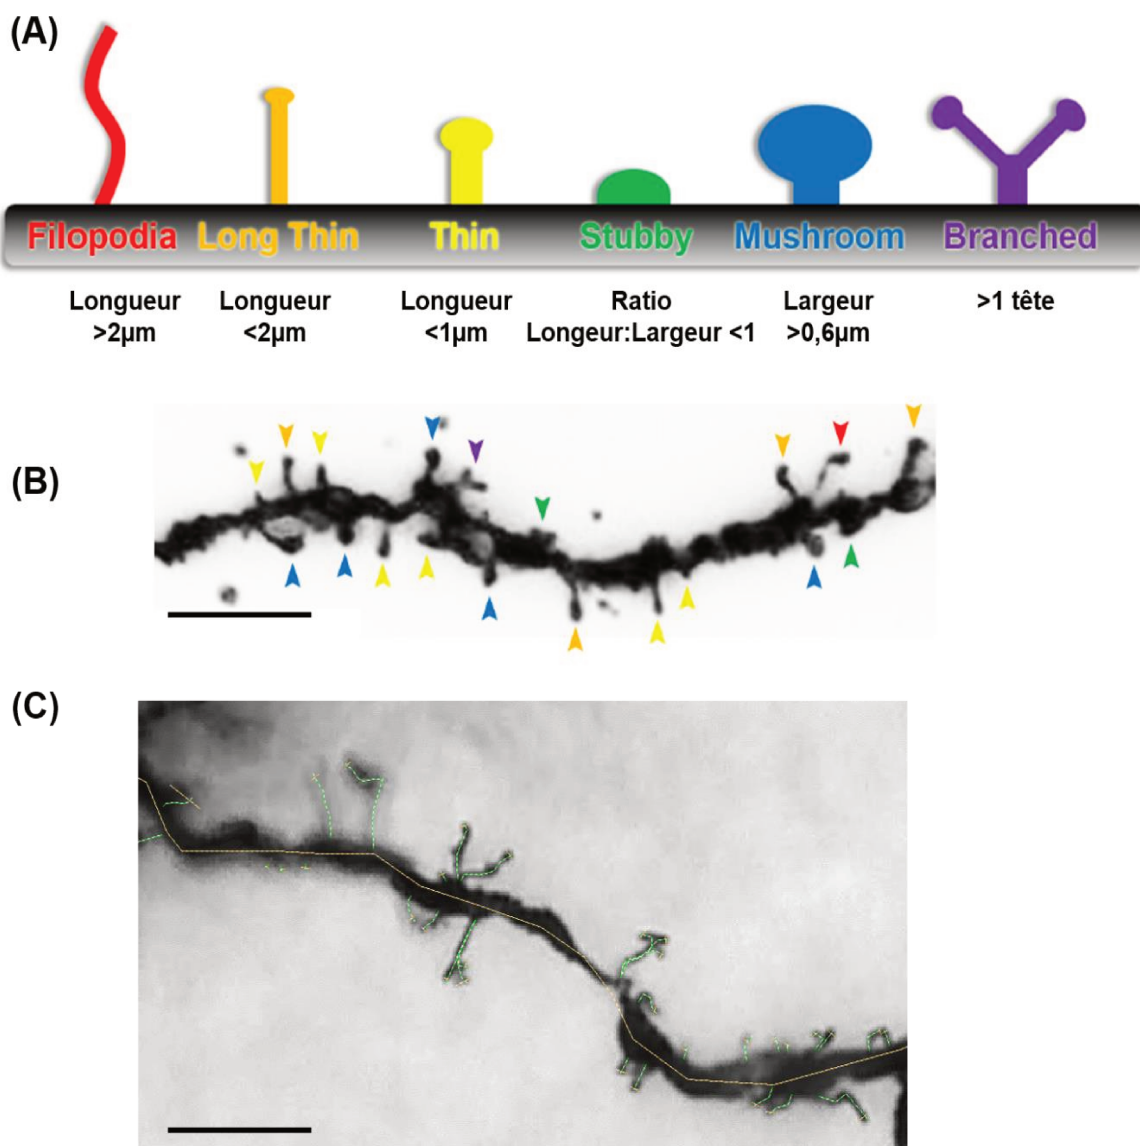 (A)
Filopodia Long Thin Thin Stubby Mushroom Branched
Longueur Longueur Longueur Ratio Largeur >1 tête
>2µm <2µm <1µm Longeur:Largeur <1 >0,6µm
(B)
(C)